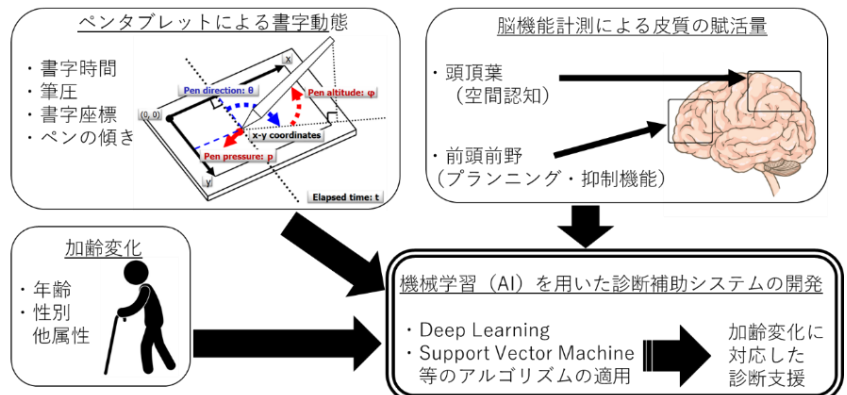 ペンタブレットによる書字動態
・書字時間
・筆圧
・書字座標
・ペンの傾き
x
Pen direction: θ
Pen altitude: φ
(0, 0)
x-y coordinates
Pen pressure: p
y
Elapsed time: t
脳機能計測による皮質の賦活量
・頭頂葉
（空間認知）
・前頭前野
（プランニング・抑制機能）
加齢変化
・年齢
・性別
他属性
機械学習（AI）を用いた診断補助システムの開発
・Deep Learning
・Support Vector Machine
等のアルゴリズムの適用
加齢変化に
対応した
診断支援